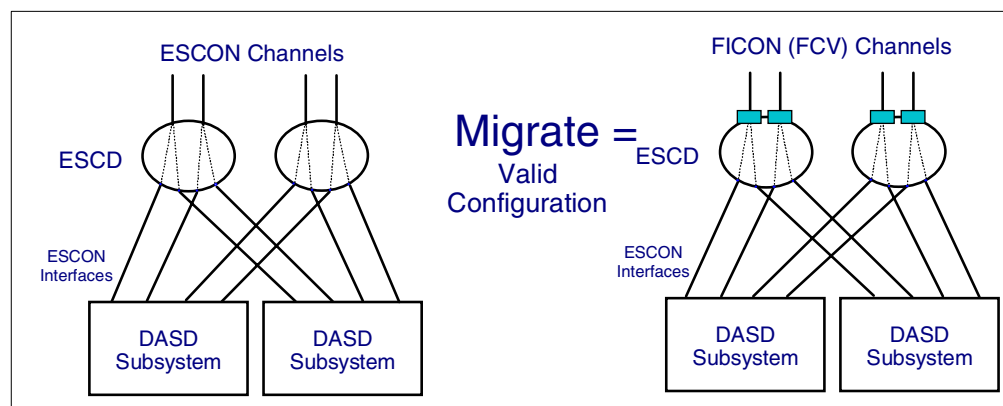 ESCON Channels
ESCD
ESCON
Interfaces
DASD
Subsystem
DASD
Subsystem
Migrate =
Valid
Configuration
FICON (FCV) Channels
ESCD
ESCON
Interfaces
DASD
Subsystem
DASD
Subsystem